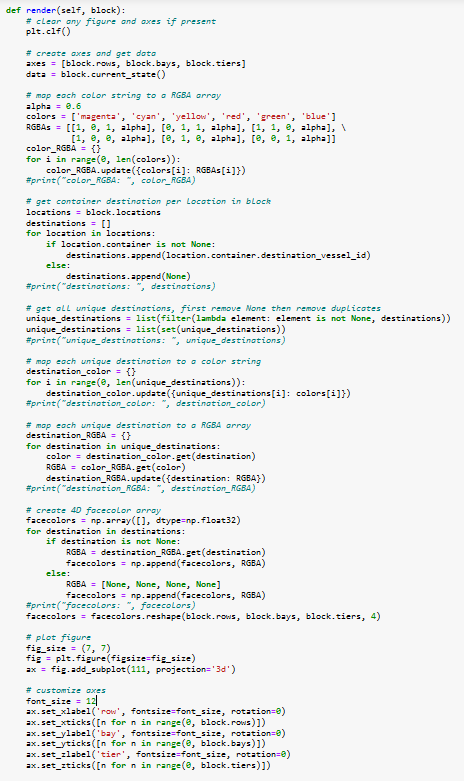 def render(self, block):
    # clear any figure and axes if present
    plt.clf()

    # create axes and get data
    axes = [block.rows, block.bays, block.tiers]
    data = block.current_state()

    # map each color string to a RGBA array
    alpha = 0.6
    colors = ['magenta', 'cyan', 'yellow', 'red', 'green', 'blue']
    RGBAs = [[1, 0, 1, alpha], [0, 1, 1, alpha], [1, 1, 0, alpha], \
             [1, 0, 0, alpha], [0, 1, 0, alpha], [0, 0, 1, alpha]]
    color_RGBA = {}
    for i in range(0, len(colors)):
        color_RGBA.update({colors[i]: RGBAs[i]})
    #print("color_RGBA: ", color_RGBA)

    # get container destination per location in block
    locations = block.locations
    destinations = []
    for location in locations:
        if location.container is not None:
            destinations.append(location.container.destination_vessel_id)
        else:
            destinations.append(None)
    #print("destinations: ", destinations)

    # get all unique destinations, first remove None then remove duplicates
    unique_destinations = list(filter(lambda element: element is not None, destinations))
    unique_destinations = list(set(unique_destinations))
    #print("unique_destinations: ", unique_destinations)

    # map each unique destination to a color string
    destination_color = {}
    for i in range(0, len(unique_destinations)):
        destination_color.update({unique_destinations[i]: colors[i]})
    #print("destination_color: ", destination_color)

    # map each unique destination to a RGBA array
    destination_RGBA = {}
    for destination in unique_destinations:
        color = destination_color.get(destination)
        RGBA = color_RGBA.get(color)
        destination_RGBA.update({destination: RGBA})
    #print("destination_RGBA: ", destination_RGBA)

    # create 4D facecolor array
    facecolors = np.array([], dtype=np.float32)
    for destination in destinations:
        if destination is not None:
            RGBA = destination_RGBA.get(destination)
            facecolors = np.append(facecolors, RGBA)
        else:
            RGBA = [None, None, None, None]
            facecolors = np.append(facecolors, RGBA)
    #print("facecolors: ", facecolors)
    facecolors = facecolors.reshape(block.rows, block.bays, block.tiers, 4)

    # plot figure
    fig_size = (7, 7)
    fig = plt.figure(figsize=fig_size)
    ax = fig.add_subplot(111, projection='3d')

    # customize axes
    font_size = 12
    ax.set_xlabel('row', fontsize=font_size, rotation=0)
    ax.set_xticks([n for n in range(0, block.rows)])
    ax.set_ylabel('bay', fontsize=font_size, rotation=0)
    ax.set_yticks([n for n in range(0, block.bays)])
    ax.set_zlabel('tier', fontsize=font_size, rotation=0)
    ax.set_zticks([n for n in range(0, block.tiers)])